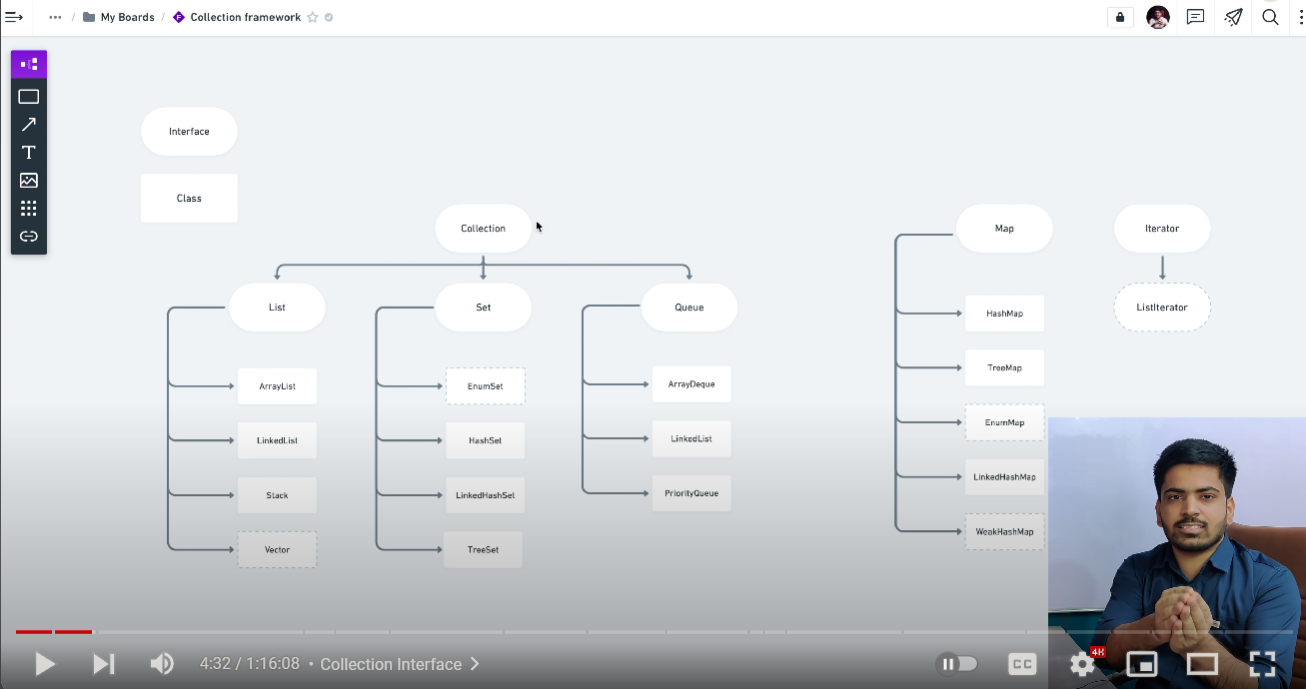 ··· / My Boards / Collection framework
Interface
Class
Collection
Map
Iterator
List
Set
Queue
HashMap
ListIterator
ArrayList
EnumSet
ArrayDeque
TreeMap
LinkedList
HashSet
LinkedList
EnumMap
Stack
LinkedHashSet
PriorityQueue
LinkedHashMap
Vector
TreeSet
WeakHashMap
4:32 / 1:16:08 • Collection Interface
CC
4K
T